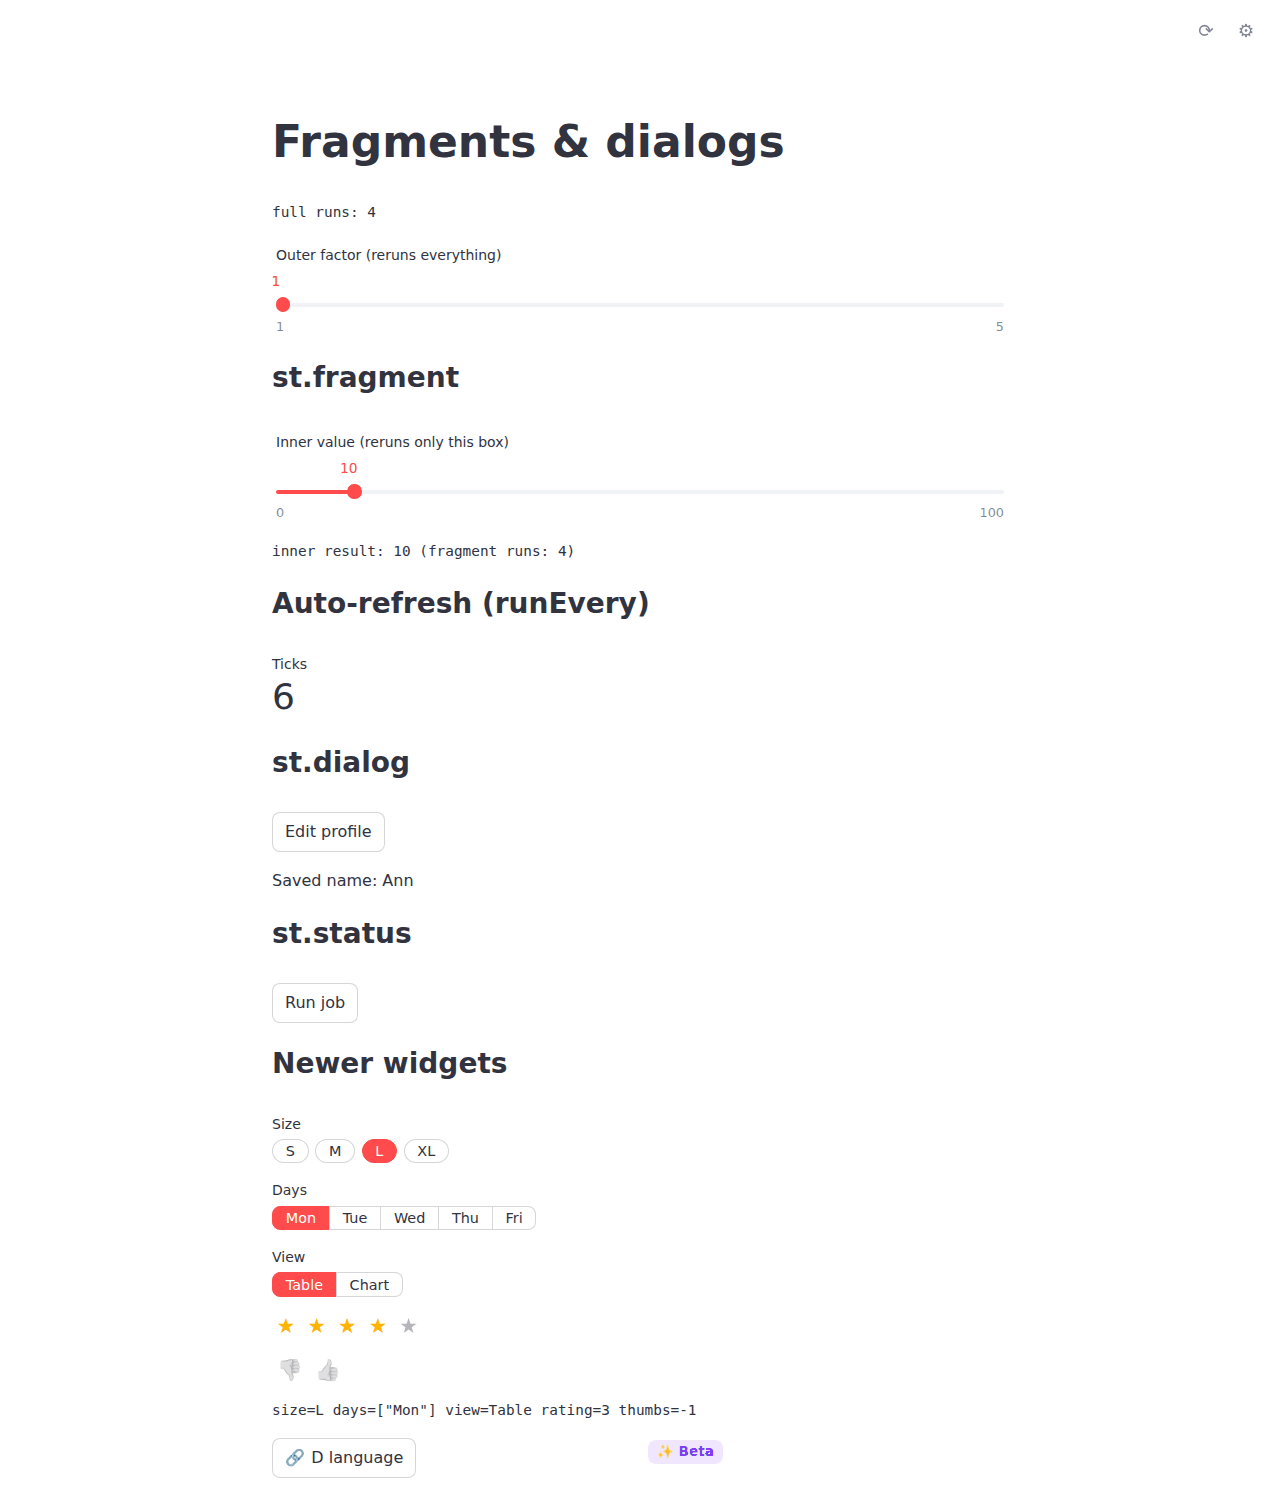 Fragments & dialogs
full runs: 4
Outer factor (reruns everything)
1
1 5
st.fragment
Inner value (reruns only this box)
10
0 100
inner result: 10 (fragment runs: 4)
Auto-refresh (runEvery)
Ticks
6
st.dialog
Edit profile
Saved name: Ann
st.status
Run job
Newer widgets
Size
S M L XL
Days
Mon Tue Wed Thu Fri
View
Table Chart
size=L days=["Mon"] view=Table rating=3 thumbs=-1
🔗 D language ✨ Beta